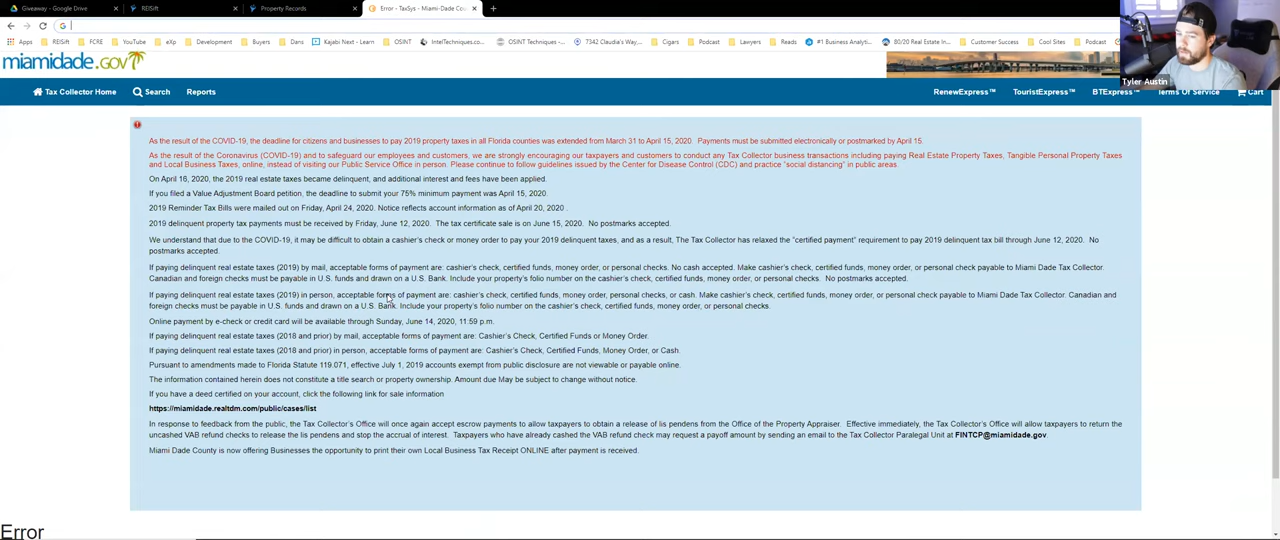 Giveaway - Google Drive
REISift
Property Records
Error - TaxSys - Miami-Dade Cou
Apps
REISift
FCRE
YouTube
eXp
Development
Buyers
Dans
Kajabi Next - Learn
OSINT
IntelTechniques.co...
OSINT Techniques -...
7342 Claudia's Way,...
Cigars
Podcast
Lawyers
Reads
#1 Business Analyti...
80/20 Real Estate In...
Customer Success
Cool Sites
Podcast
miamidade.gov
Tyler Austin
Tax Collector Home
Search
Reports
RenewExpress™
TouristExpress™
BTExpress™
Terms Of Service
Cart
As the result of the COVID-19, the deadline for citizens and businesses to pay 2019 property taxes in all Florida counties was extended from March 31 to April 15, 2020. Payments must be submitted electronically or postmarked by April 15.
As the result of the Coronavirus (COVID-19) and to safeguard our employees and customers, we are strongly encouraging our taxpayers and customers to conduct any Tax Collector business transactions including paying Real Estate Property Taxes, Tangible Personal Property Taxes
and Local Business Taxes, online, instead of visiting our Public Service Office in person. Please continue to follow guidelines issued by the Center for Disease Control (CDC) and practice "social distancing" in public areas.
On April 16, 2020, the 2019 real estate taxes became delinquent, and additional interest and fees have been applied.
If you filed a Value Adjustment Board petition, the deadline to submit your 75% minimum payment was April 15, 2020.
2019 Reminder Tax Bills were mailed out on Friday, April 24, 2020. Notice reflects account information as of April 20, 2020 .
2019 delinquent property tax payments must be received by Friday, June 12, 2020. The tax certificate sale is on June 15, 2020. No postmarks accepted.
We understand that due to the COVID-19, it may be difficult to obtain a cashier's check or money order to pay your 2019 delinquent taxes, and as a result, The Tax Collector has relaxed the "certified payment" requirement to pay 2019 delinquent tax bill through June 12, 2020. No
postmarks accepted.
If paying delinquent real estate taxes (2019) by mail, acceptable forms of payment are: cashier's check, certified funds, money order, or personal checks. No cash accepted. Make cashier's check, certified funds, money order, or personal check payable to Miami Dade Tax Collector.
Canadian and foreign checks must be payable in U.S. funds and drawn on a U.S. Bank. Include your property's folio number on the cashier's check, certified funds, money order, or personal checks. No postmarks accepted.
If paying delinquent real estate taxes (2019) in person, acceptable forms of payment are: cashier's check, certified funds, money order, personal checks, or cash. Make cashier's check, certified funds, money order, or personal check payable to Miami Dade Tax Collector. Canadian and
foreign checks must be payable in U.S. funds and drawn on a U.S. Bank. Include your property's folio number on the cashier's check, certified funds, money order, or personal checks.
Online payment by e-check or credit card will be available through Sunday, June 14, 2020, 11:59 p.m.
If paying delinquent real estate taxes (2018 and prior) by mail, acceptable forms of payment are: Cashier's Check, Certified Funds or Money Order.
If paying delinquent real estate taxes (2018 and prior) in person, acceptable forms of payment are: Cashier's Check, Certified Funds, Money Order, or Cash.
Pursuant to amendments made to Florida Statute 119.071, effective July 1, 2019 accounts exempt from public disclosure are not viewable or payable online.
The information contained herein does not constitute a title search or property ownership. Amount due May be subject to change without notice.
If you have a deed certified on your account, click the following link for sale information
https://miamidade.realtdm.com/public/cases/list
In response to feedback from the public, the Tax Collector's Office will once again accept escrow payments to allow taxpayers to obtain a release of lis pendens from the Office of the Property Appraiser. Effective immediately, the Tax Collector's Office will allow taxpayers to return the
uncashed VAB refund checks to release the lis pendens and stop the accrual of interest. Taxpayers who have already cashed the VAB refund check may request a payoff amount by sending an email to the Tax Collector Paralegal Unit at FINTCP@miamidade.gov.
Miami Dade County is now offering Businesses the opportunity to print their own Local Business Tax Receipt ONLINE after payment is received.
Error